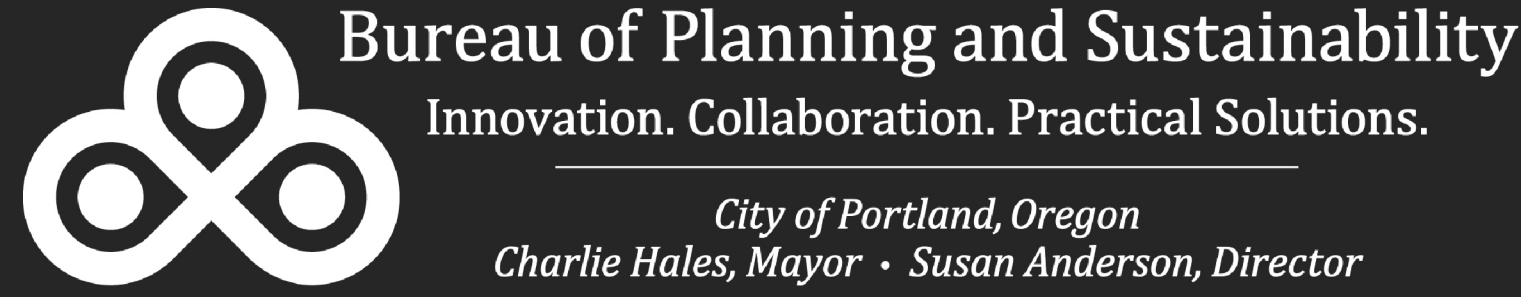 Bureau of Planning and Sustainability
Innovation. Collaboration. Practical Solutions.
City of Portland, Oregon
Charlie Hales, Mayor • Susan Anderson, Director